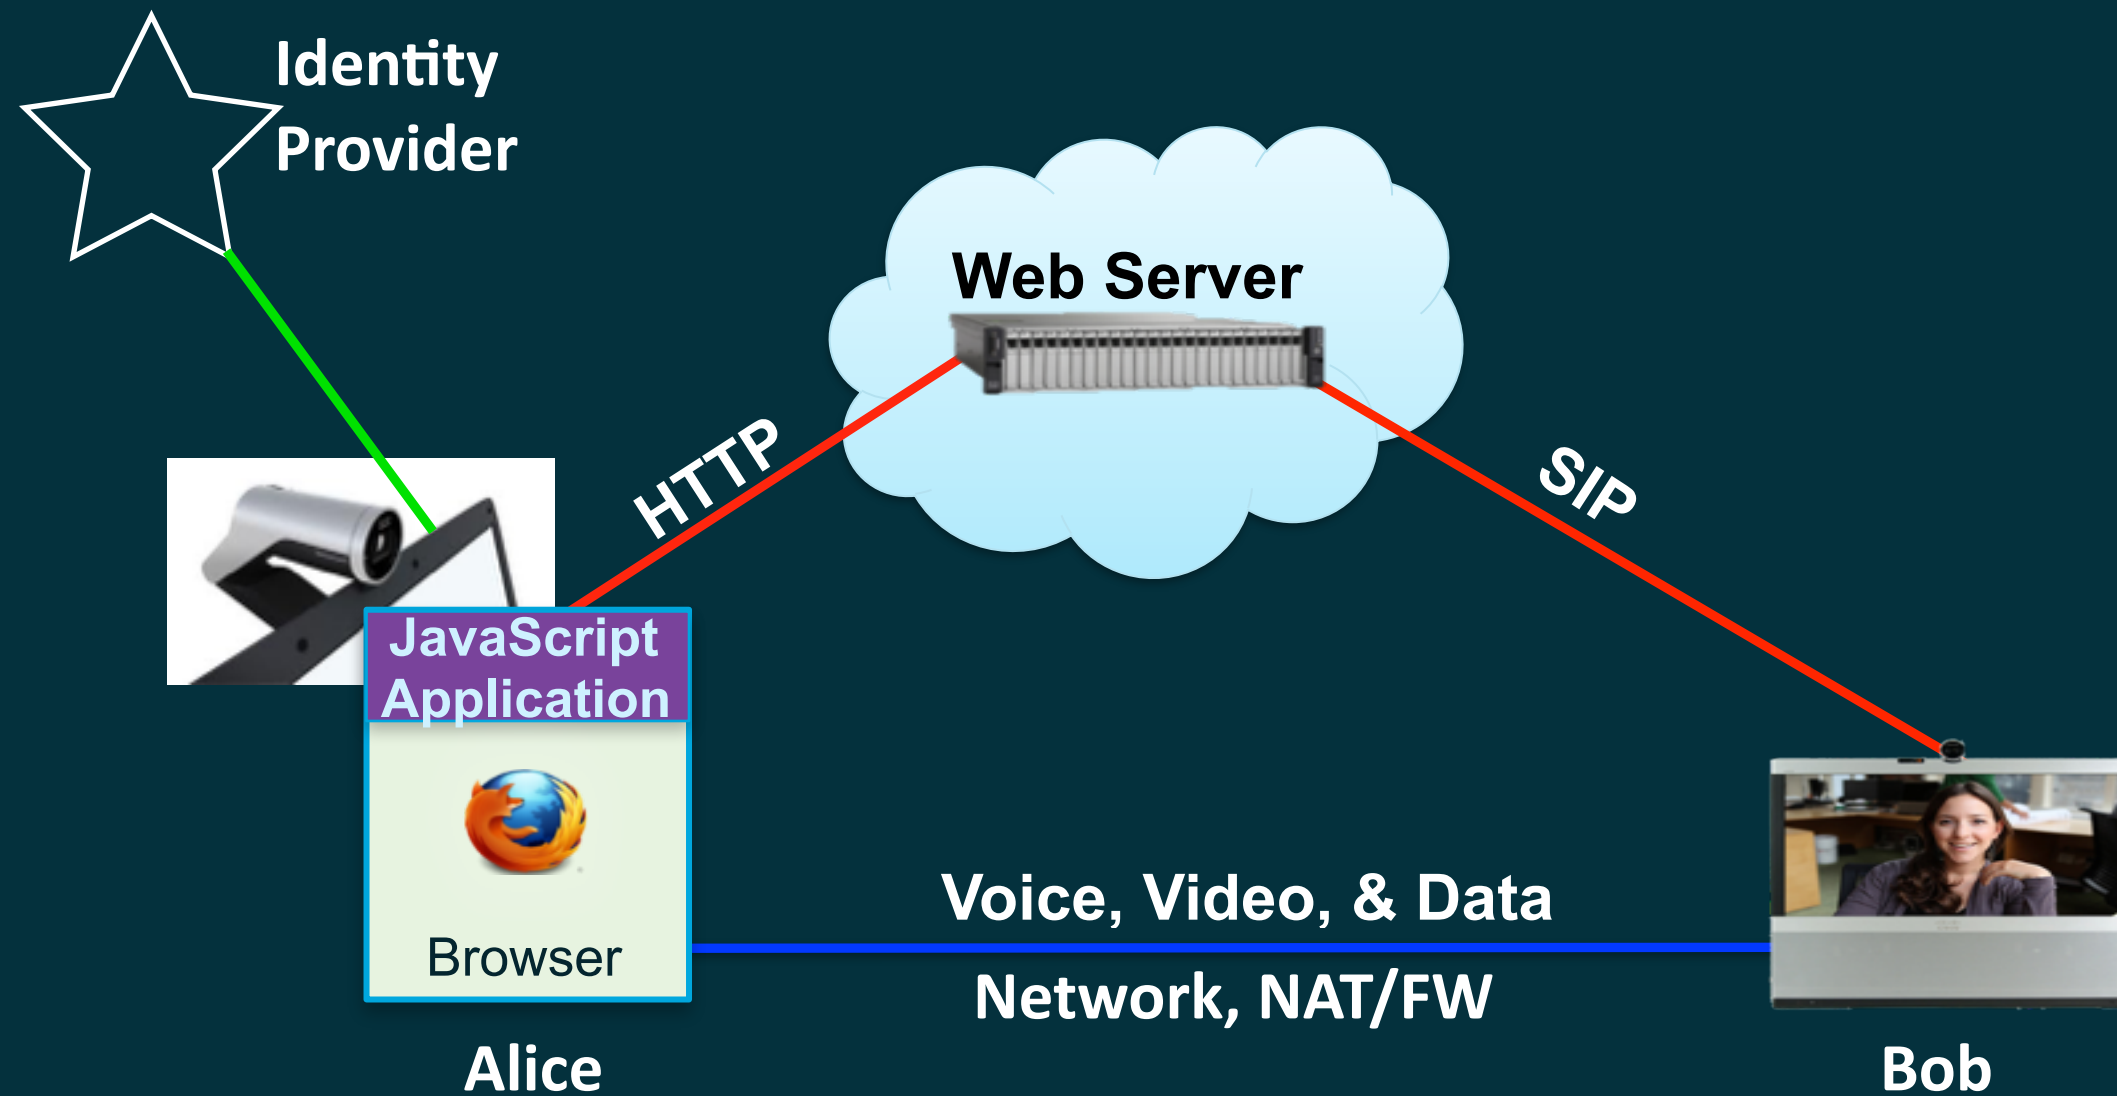 Identity
Provider
Web Server
HTTP
SIP
JavaScript
Application
Browser
Voice, Video, & Data
Network, NAT/FW
Alice
Bob